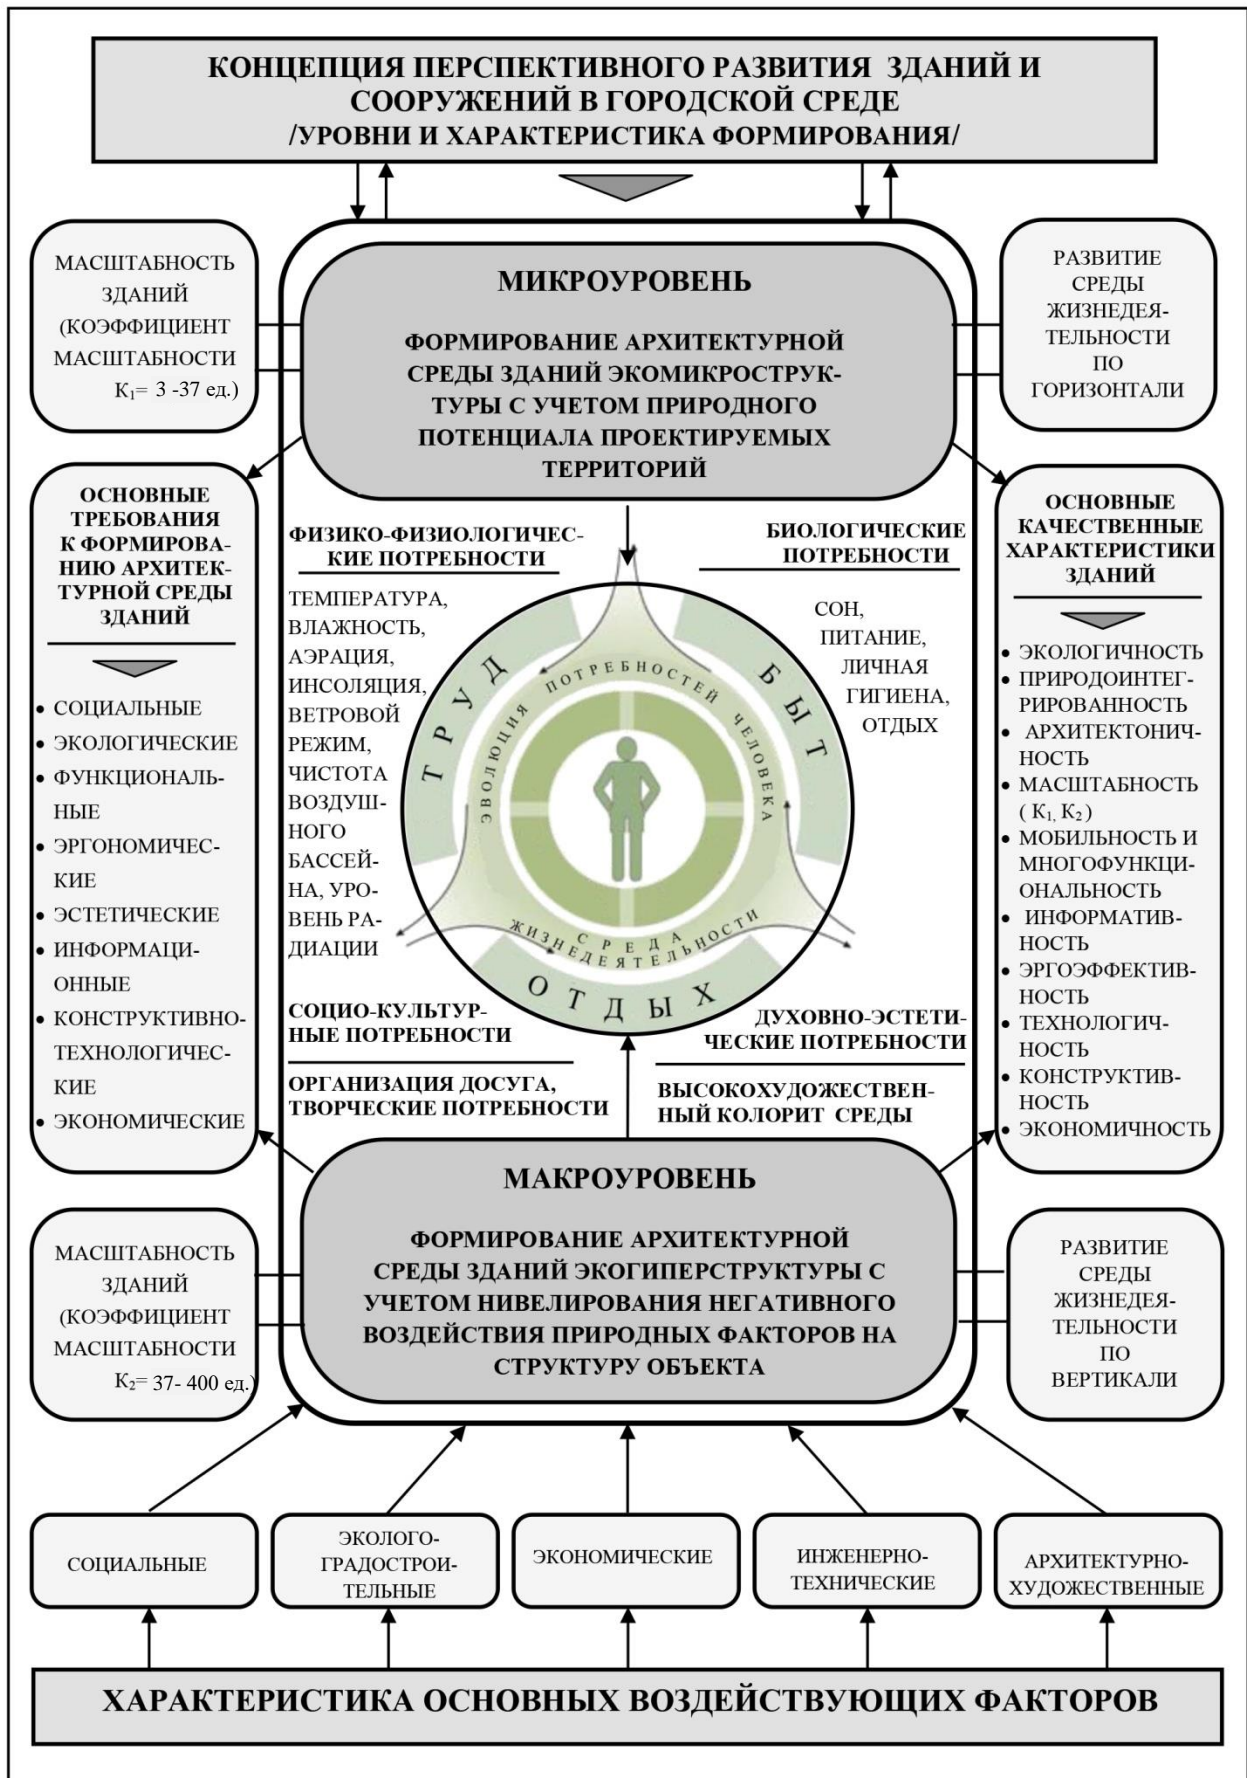 КОНЦЕПЦИЯ ПЕРСПЕКТИВНОГО РАЗВИТИЯ ЗДАНИЙ И
СООРУЖЕНИЙ В ГОРОДСКОЙ СРЕДЕ
/УРОВНИ И ХАРАКТЕРИСТИКА ФОРМИРОВАНИЯ/
МАСШТАБНОСТЬ
ЗДАНИЙ
(КОЭФФИЦИЕНТ
МАСШТАБНОСТИ
К₁= 3 -37 ед.)
МИКРОУРОВЕНЬ
ФОРМИРОВАНИЕ АРХИТЕКТУРНОЙ
СРЕДЫ ЗДАНИЙ ЭКОМИКРОСТРУК-
ТУРЫ С УЧЕТОМ ПРИРОДНОГО
ПОТЕНЦИАЛА ПРОЕКТИРУЕМЫХ
ТЕРРИТОРИЙ
РАЗВИТИЕ
СРЕДЫ
ЖИЗНЕДЕЯ-
ТЕЛЬНОСТИ
ПО
ГОРИЗОНТАЛИ
ОСНОВНЫЕ
ТРЕБОВАНИЯ
К ФОРМИРОВА-
НИЮ АРХИТЕК-
ТУРНОЙ СРЕДЫ
ЗДАНИЙ
• СОЦИАЛЬНЫЕ
• ЭКОЛОГИЧЕСКИЕ
• ФУНКЦИОНАЛЬ-
НЫЕ
• ЭРГОНОМИЧЕС-
КИЕ
• ЭСТЕТИЧЕСКИЕ
• ИНФОРМАЦИ-
ОННЫЕ
• КОНСТРУКТИВНО-
ТЕХНОЛОГИЧЕС-
КИЕ
• ЭКОНОМИЧЕСКИЕ
ФИЗИКО-ФИЗИОЛОГИЧЕС-
КИЕ ПОТРЕБНОСТИ
ТЕМПЕРАТУРА,
ВЛАЖНОСТЬ,
АЭРАЦИЯ,
ИНСОЛЯЦИЯ,
ВЕТРОВОЙ
РЕЖИМ,
ЧИСТОТА
ВОЗДУШ-
НОГО
БАССЕЙ-
НА, УРО-
ВЕНЬ РА-
ДИАЦИИ
БИОЛОГИЧЕСКИЕ
ПОТРЕБНОСТИ
СОН,
ПИТАНИЕ,
ЛИЧНАЯ
ГИГИЕНА,
ОТДЫХ
ТРУД
БЫТ
ОТДЫХ
ЭВОЛЮЦИЯ ПОТРЕБНОСТЕЙ ЧЕЛОВЕКА
СРЕДА
ЖИЗНЕДЕЯТЕЛЬНОСТИ
СОЦИО-КУЛЬТУР-
НЫЕ ПОТРЕБНОСТИ
ОРГАНИЗАЦИЯ ДОСУГА,
ТВОРЧЕСКИЕ ПОТРЕБНОСТИ
ДУХОВНО-ЭСТЕТИ-
ЧЕСКИЕ ПОТРЕБНОСТИ
ВЫСОКОХУДОЖЕСТВЕН-
НЫЙ КОЛОРИТ СРЕДЫ
ОСНОВНЫЕ
КАЧЕСТВЕННЫЕ
ХАРАКТЕРИСТИКИ
ЗДАНИЙ
• ЭКОЛОГИЧНОСТЬ
• ПРИРОДОИНТЕГ-
РИРОВАННОСТЬ
• АРХИТЕКТОНИЧ-
НОСТЬ
• МАСШТАБНОСТЬ
( К₁, К₂ )
• МОБИЛЬНОСТЬ И
МНОГОФУНКЦИ-
ОНАЛЬНОСТЬ
• ИНФОРМАТИВ-
НОСТЬ
• ЭРГОЭФФЕКТИВ-
НОСТЬ
• ТЕХНОЛОГИЧ-
НОСТЬ
• КОНСТРУКТИВ-
НОСТЬ
• ЭКОНОМИЧНОСТЬ
МАСШТАБНОСТЬ
ЗДАНИЙ
(КОЭФФИЦИЕНТ
МАСШТАБНОСТИ
К₂= 37- 400 ед.)
МАКРОУРОВЕНЬ
ФОРМИРОВАНИЕ АРХИТЕКТУРНОЙ
СРЕДЫ ЗДАНИЙ ЭКОГИПЕРСТРУКТУРЫ С
УЧЕТОМ НИВЕЛИРОВАНИЯ НЕГАТИВНОГО
ВОЗДЕЙСТВИЯ ПРИРОДНЫХ ФАКТОРОВ НА
СТРУКТУРУ ОБЪЕКТА
РАЗВИТИЕ
СРЕДЫ
ЖИЗНЕДЕЯ-
ТЕЛЬНОСТИ
ПО
ВЕРТИКАЛИ
СОЦИАЛЬНЫЕ
ЭКОЛОГО-
ГРАДОСТРОИ-
ТЕЛЬНЫЕ
ЭКОНОМИЧЕСКИЕ
ИНЖЕНЕРНО-
ТЕХНИЧЕСКИЕ
АРХИТЕКТУРНО-
ХУДОЖЕСТВЕННЫЕ
ХАРАКТЕРИСТИКА ОСНОВНЫХ ВОЗДЕЙСТВУЮЩИХ ФАКТОРОВ